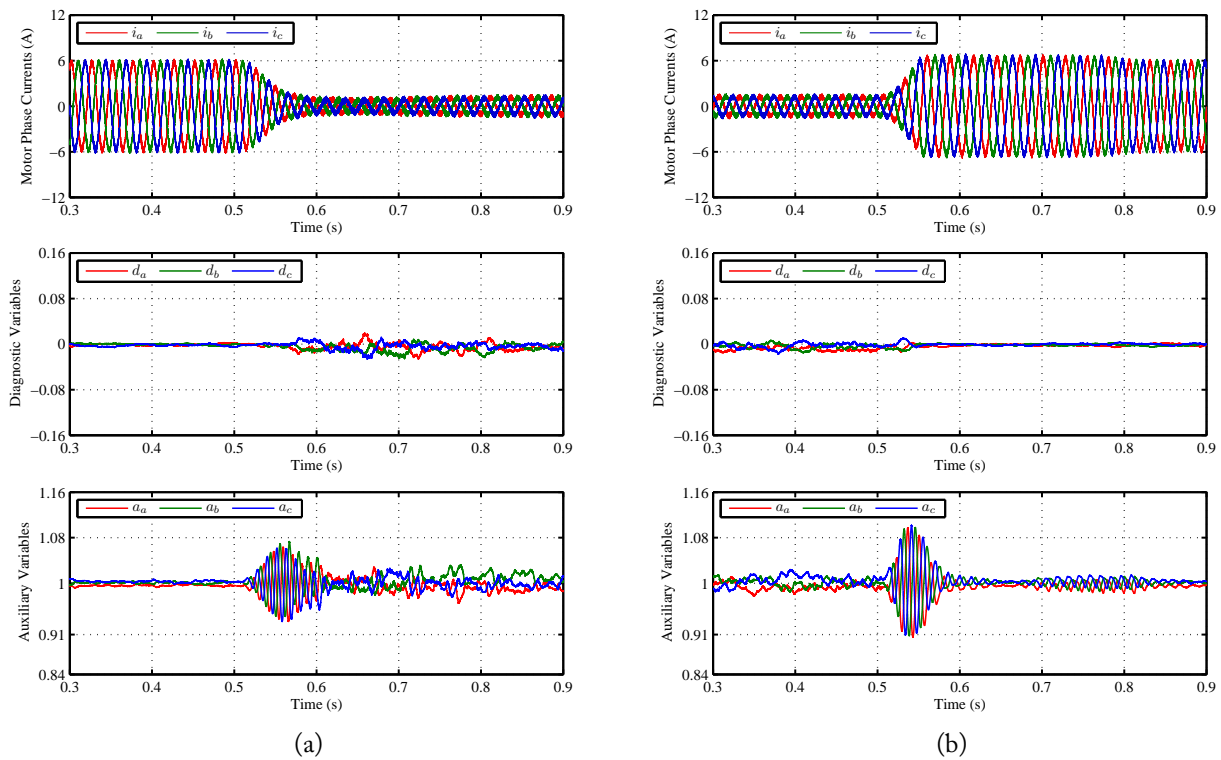 12
6
0
−6
−12
Motor Phase Currents (A)
i_a i_b i_c
0.3 0.4 0.5 0.6 0.7 0.8 0.9
Time (s)
0.16
0.08
0
−0.08
−0.16
Diagnostic Variables
d_a d_b d_c
0.3 0.4 0.5 0.6 0.7 0.8 0.9
Time (s)
1.16
1.08
1
0.91
0.84
Auxiliary Variables
a_a a_b a_c
0.3 0.4 0.5 0.6 0.7 0.8 0.9
Time (s)
(a)
12
6
0
−6
−12
Motor Phase Currents (A)
i_a i_b i_c
0.3 0.4 0.5 0.6 0.7 0.8 0.9
Time (s)
0.16
0.08
0
−0.08
−0.16
Diagnostic Variables
d_a d_b d_c
0.3 0.4 0.5 0.6 0.7 0.8 0.9
Time (s)
1.16
1.08
1
0.91
0.84
Auxiliary Variables
a_a a_b a_c
0.3 0.4 0.5 0.6 0.7 0.8 0.9
Time (s)
(b)